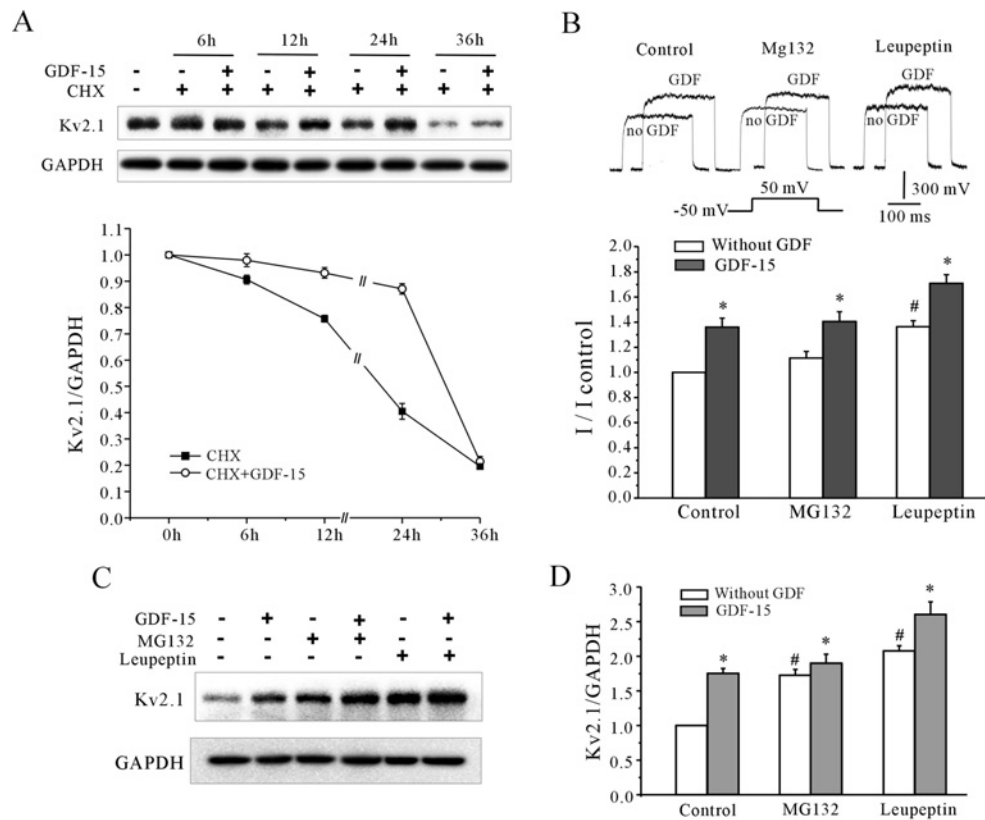 A
6h 12h 24h 36h
GDF-15 - - + - + - + - +
CHX - + + + + + + + +
Kv2.1
GAPDH
Kv2.1/GAPDH
1.0
0.9
0.8
0.7
0.6
0.5
0.4
0.3
0.2
0.1
0.0
CHX
CHX+GDF-15
0h 6h 12h 24h 36h
B
Control Mg132 Leupeptin
GDF GDF GDF
no GDF no GDF no GDF
50 mV
-50 mV
300 mV
100 ms
I / I control
2.0
1.8
1.6
1.4
1.2
1.0
0.8
0.6
0.4
0.2
0.0
Without GDF
GDF-15
* * # *
Control MG132 Leupeptin
C
GDF-15 - + - + - +
MG132 - - + + - -
Leupeptin - - - - + +
Kv2.1
GAPDH
D
Kv2.1/GAPDH
3.0
2.5
2.0
1.5
1.0
0.5
0.0
Without GDF
GDF-15
* # * # *
Control MG132 Leupeptin